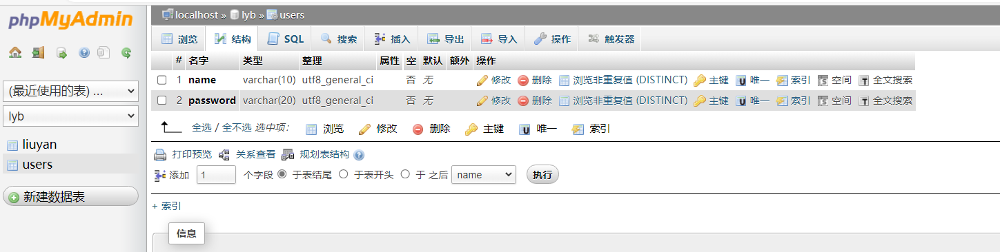 phpMyAdmin
(最近使用的表) ...
lyb
liuyan
users
新建数据表
localhost » lyb » users
浏览 结构 SQL 搜索 插入 导出 导入 操作 触发器
# 名字 类型 整理 属性 空 默认 额外 操作
1 name varchar(10) utf8_general_ci 否 无 修改 删除 浏览非重复值 (DISTINCT) 主键 唯一 索引 空间 全文搜索
2 password varchar(20) utf8_general_ci 否 无 修改 删除 浏览非重复值 (DISTINCT) 主键 唯一 索引 空间 全文搜索
全选 / 全不选 选中项: 浏览 修改 删除 主键 唯一 索引
打印预览 关系查看 规划表结构
添加 1 个字段 于表结尾 于表开头 于 之后 name 执行
+ 索引
信息